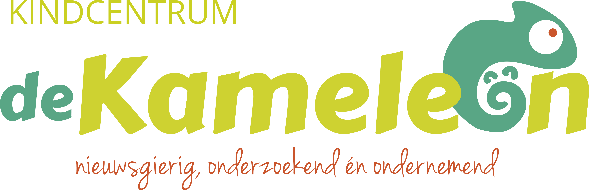 KINDCENTRUM
deKameleon
nieuwsgierig, onderzoekend én ondernemend